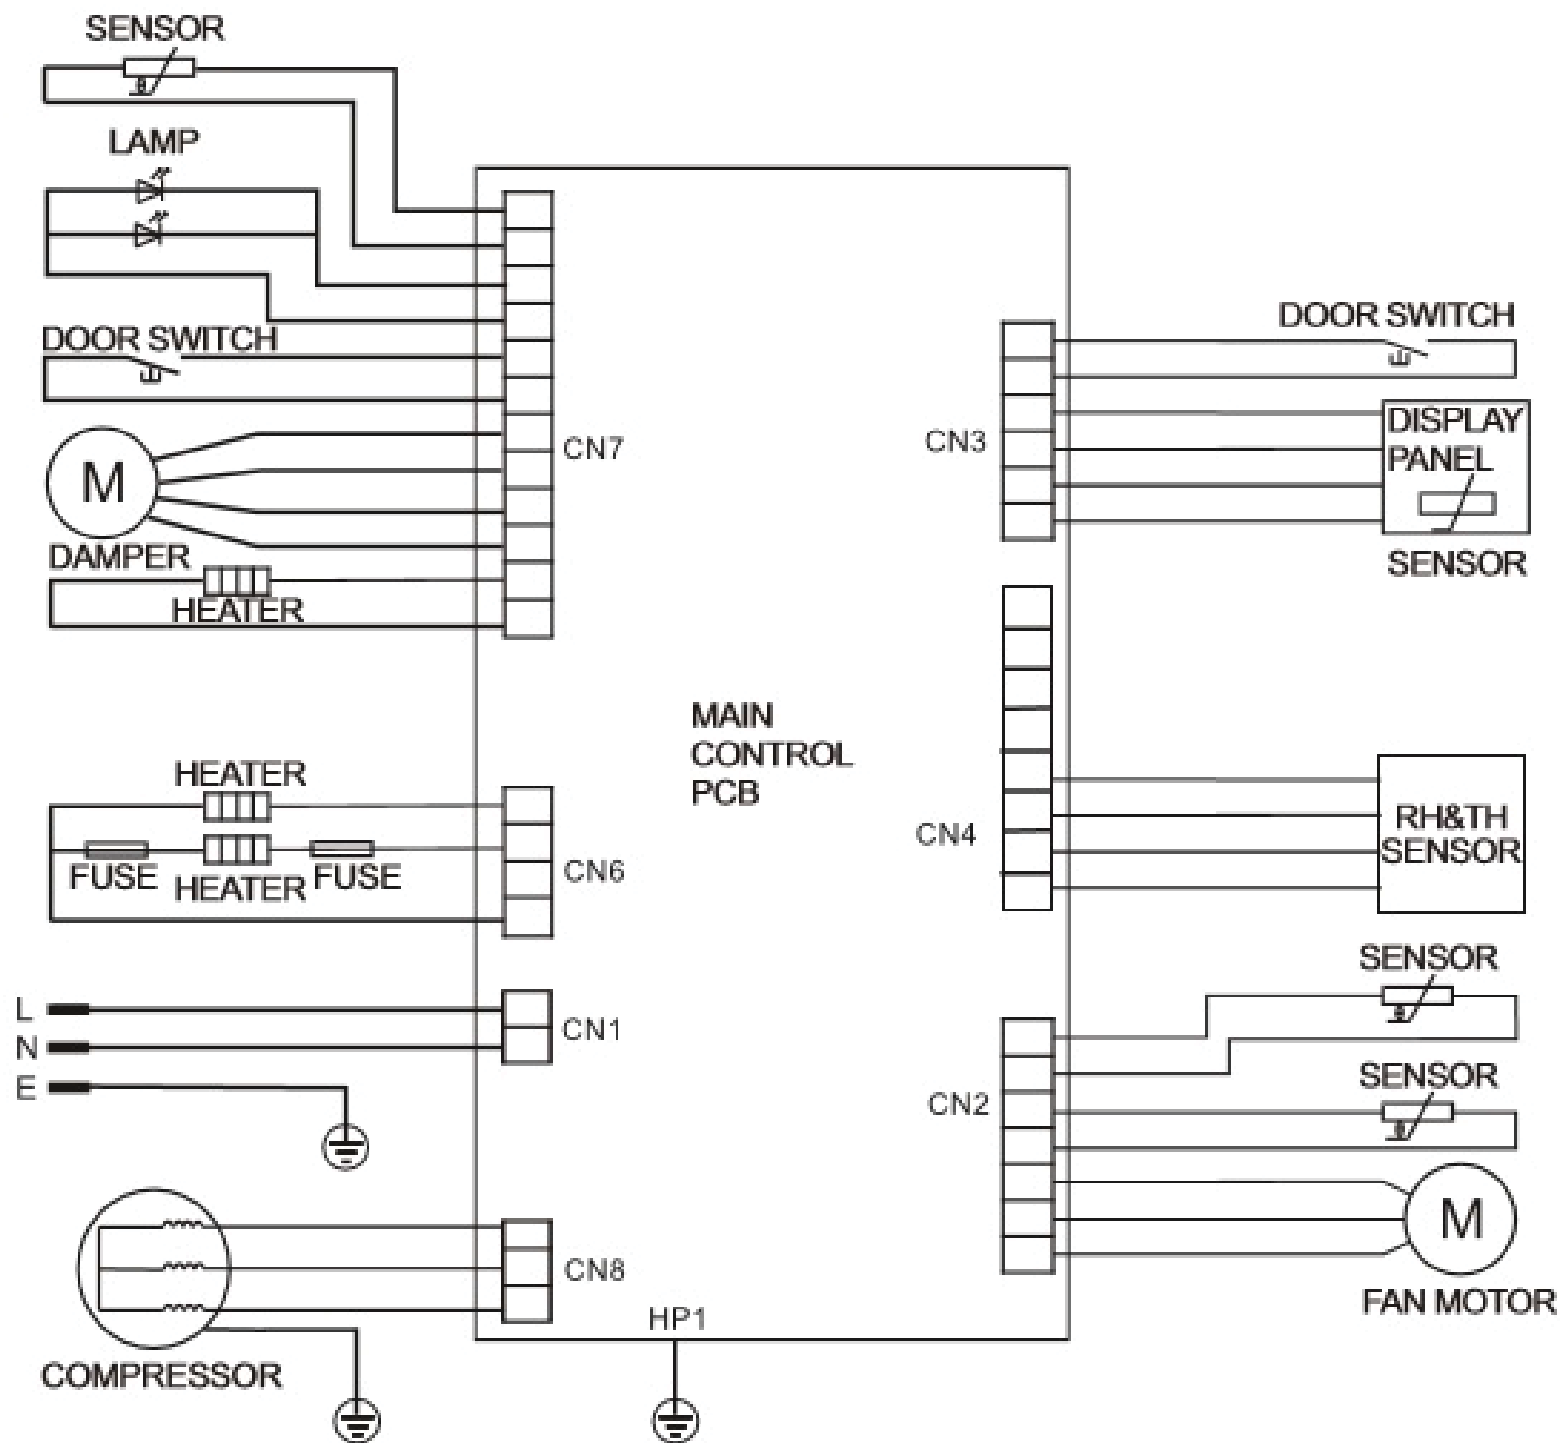 SENSOR
LAMP
DOOR SWITCH
M
DAMPER
HEATER
CN7
HEATER
FUSE
HEATER
FUSE
CN6
L
N
E
CN1
CN8
COMPRESSOR
MAIN
CONTROL
PCB
HP1
DOOR SWITCH
CN3
DISPLAY
PANEL
SENSOR
CN4
RH&TH
SENSOR
SENSOR
SENSOR
CN2
M
FAN MOTOR